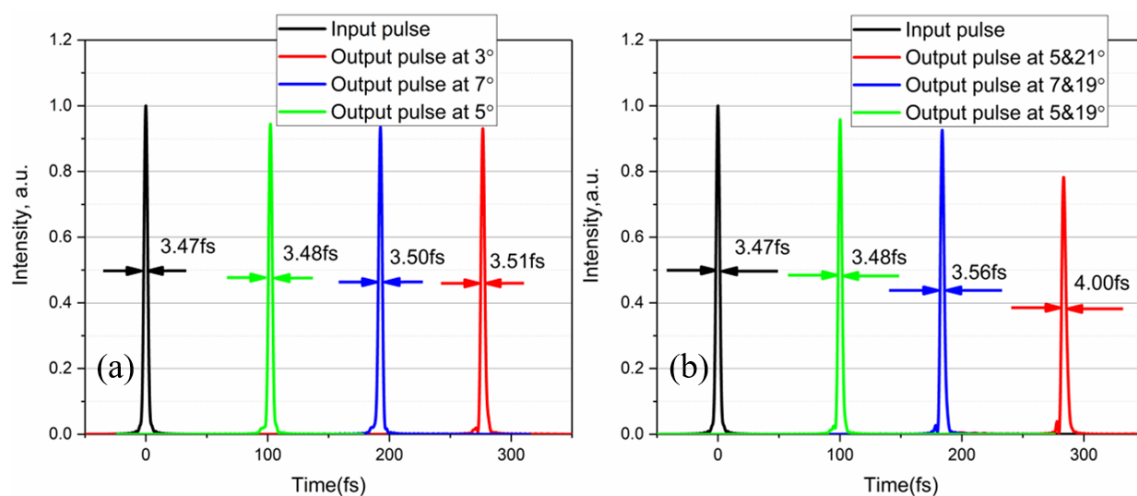 Input pulse
Output pulse at 3°
Output pulse at 7°
Output pulse at 5°
1.2
1.0
0.8
0.6
0.4
0.2
0.0
Intensity, a.u.
3.47fs
3.48fs
3.50fs
3.51fs
(a)
0
100
200
300
Time(fs)
Input pulse
Output pulse at 5&21°
Output pulse at 7&19°
Output pulse at 5&19°
1.2
1.0
0.8
0.6
0.4
0.2
0.0
Intensity,a.u.
3.47fs
3.48fs
3.56fs
4.00fs
(b)
0
100
200
300
Time(fs)